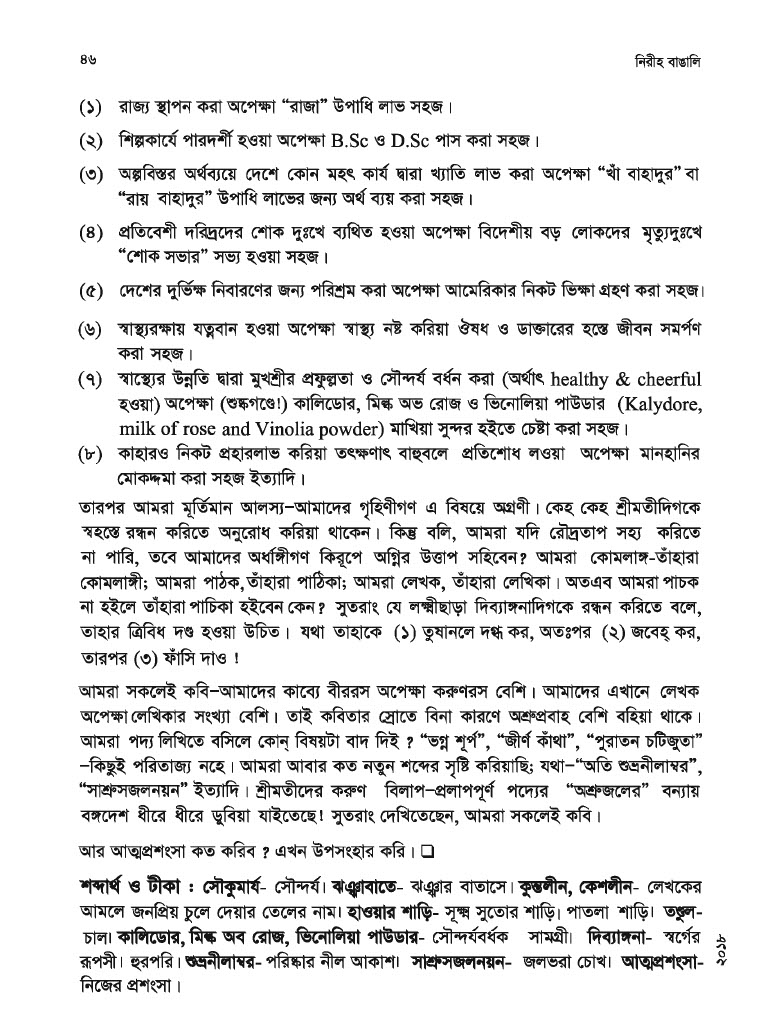 ৪৬ নিরীহ বাঙালি
(১) রাজ্য স্থাপন করা অপেক্ষা “রাজা” উপাধি লাভ সহজ।
(২) শিল্পকার্যে পারদর্শী হওয়া অপেক্ষা B.Sc ও D.Sc পাস করা সহজ।
(৩) অল্পবিস্তর অর্থব্যয়ে দেশে কোন মহৎ কার্য দ্বারা খ্যাতি লাভ করা অপেক্ষা “খাঁ বাহাদুর” বা
“রায় বাহাদুর” উপাধি লাভের জন্য অর্থ ব্যয় করা সহজ।
(৪) প্রতিবেশী দরিদ্রদের শোক দুঃখে ব্যথিত হওয়া অপেক্ষা বিদেশীয় বড় লোকদের মৃত্যুদুঃখে
“শোক সভার” সভ্য হওয়া সহজ।
(৫) দেশের দুর্ভিক্ষ নিবারণের জন্য পরিশ্রম করা অপেক্ষা আমেরিকার নিকট ভিক্ষা গ্রহণ করা সহজ।
(৬) স্বাস্থ্যরক্ষায় যত্নবান হওয়া অপেক্ষা স্বাস্থ্য নষ্ট করিয়া ঔষধ ও ডাক্তারের হস্তে জীবন সমর্পণ
করা সহজ।
(৭) স্বাস্থ্যের উন্নতি দ্বারা মুখশ্রীর প্রফুল্লতা ও সৌন্দর্য বর্ধন করা (অর্থাৎ healthy & cheerful
হওয়া) অপেক্ষা (শুষ্কগণ্ডে!) কালিডোর, মিল্ক অভ রোজ ও ভিনোলিয়া পাউডার (Kalydore,
milk of rose and Vinolia powder) মাখিয়া সুন্দর হইতে চেষ্টা করা সহজ।
(৮) কাহারও নিকট প্রহারলাভ করিয়া তৎক্ষণাৎ বাহুবলে প্রতিশোধ লওয়া অপেক্ষা মানহানির
মোকদ্দমা করা সহজ ইত্যাদি।
তারপর আমরা মূর্তিমান আলস্য–আমাদের গৃহিণীগণ এ বিষয়ে অগ্রণী। কেহ কেহ শ্রীমতীদিগকে
স্বহস্তে রন্ধন করিতে অনুরোধ করিয়া থাকেন। কিন্তু বলি, আমরা যদি রৌদ্রতাপ সহ্য করিতে
না পারি, তবে আমাদের অর্ধাঙ্গীগণ কিরূপে অগ্নির উত্তাপ সহিবেন? আমরা কোমলাঙ্গ-তাঁহারা
কোমলাঙ্গী; আমরা পাঠক, তাঁহারা পাঠিকা; আমরা লেখক, তাঁহারা লেখিকা। অতএব আমরা পাচক
না হইলে তাঁহারা পাচিকা হইবেন কেন? সুতরাং যে লক্ষ্মীছাড়া দিব্যাঙ্গনাদিগকে রন্ধন করিতে বলে,
তাহার ত্রিবিধ দণ্ড হওয়া উচিত। যথা তাহাকে (১) তুষানলে দগ্ধ কর, অতঃপর (২) জবেহ্ কর,
তারপর (৩) ফাঁসি দাও !
আমরা সকলেই কবি–আমাদের কাব্যে বীররস অপেক্ষা করুণরস বেশি। আমাদের এখানে লেখক
অপেক্ষা লেখিকার সংখ্যা বেশি। তাই কবিতার স্রোতে বিনা কারণে অশ্রুপ্রবাহ বেশি বহিয়া থাকে।
আমরা পদ্য লিখিতে বসিলে কোন্ বিষয়টা বাদ দিই ? “ভগ্ন শূর্প”, “জীর্ণ কাঁথা”, “পুরাতন চটিজুতা”
–কিছুই পরিত্যজ্য নহে। আমরা আবার কত নতুন শব্দের সৃষ্টি করিয়াছি; যথা–“অতি শুভ্রনীলাম্বর”,
“সাশ্রুসজলনয়ন” ইত্যাদি। শ্রীমতীদের করুণ বিলাপ–প্রলাপপূর্ণ পদ্যের “অশ্রুজলের” বন্যায়
বঙ্গদেশ ধীরে ধীরে ডুবিয়া যাইতেছে! সুতরাং দেখিতেছেন, আমরা সকলেই কবি।
আর আত্মপ্রশংসা কত করিব ? এখন উপসংহার করি। ❑
শব্দার্থ ও টীকা : সৌকুমার্য- সৌন্দর্য। ঝঞ্ঝাবাতে- ঝঞ্ঝার বাতাসে। কুন্তলীন, কেশলীন- লেখকের
আমলে জনপ্রিয় চুলে দেয়ার তেলের নাম। হাওয়ার শাড়ি- সূক্ষ্ম সুতোর শাড়ি। পাতলা শাড়ি। তণ্ডুল-
চাল। কালিডোর, মিল্ক অব রোজ, ভিনোলিয়া পাউডার- সৌন্দর্যবর্ধক সামগ্রী। দিব্যাঙ্গনা- স্বর্গের
রূপসী। হুরপরি। শুভ্রনীলাম্বর- পরিষ্কার নীল আকাশ। সাশ্রুসজলনয়ন- জলভরা চোখ। আত্মপ্রশংসা-
নিজের প্রশংসা।
২০১৮